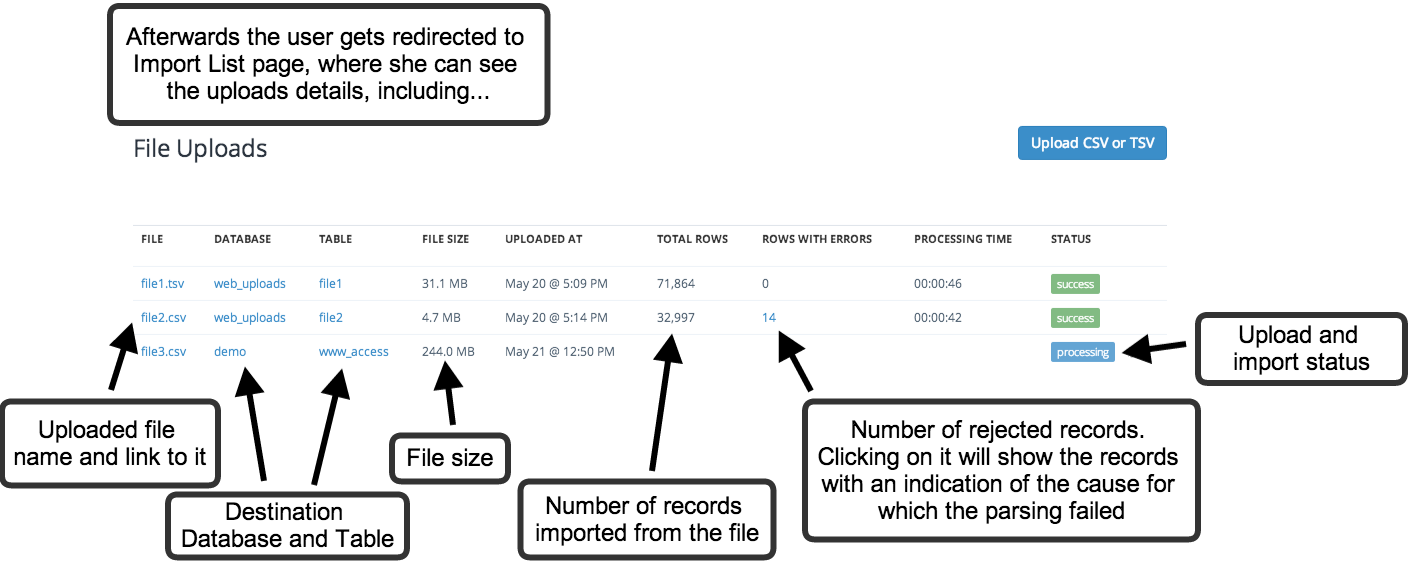 Afterwards the user gets redirected to
Import List page, where she can see
the uploads details, including...
File Uploads
Upload CSV or TSV
FILE DATABASE TABLE FILE SIZE UPLOADED AT TOTAL ROWS ROWS WITH ERRORS PROCESSING TIME STATUS
file1.tsv web_uploads file1 31.1 MB May 20 @ 5:09 PM 71,864 0 00:00:46 success
file2.csv web_uploads file2 4.7 MB May 20 @ 5:14 PM 32,997 14 00:00:42 success
file3.csv demo www_access 244.0 MB May 21 @ 12:50 PM processing
Upload and
import status
Uploaded file
name and link to it
Destination
Database and Table
File size
Number of records
imported from the file
Number of rejected records.
Clicking on it will show the records
with an indication of the cause for
which the parsing failed